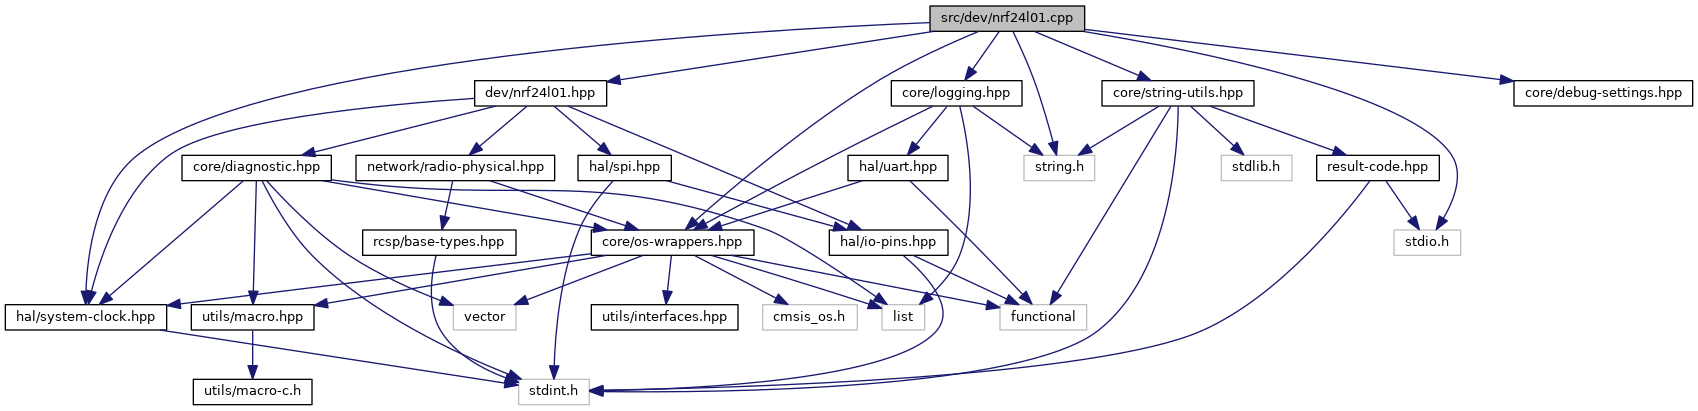 src/dev/nrf24l01.cpp
dev/nrf24l01.hpp
core/logging.hpp
core/string-utils.hpp
core/debug-settings.hpp
core/diagnostic.hpp
network/radio-physical.hpp
hal/spi.hpp
hal/uart.hpp
string.h
stdlib.h
result-code.hpp
rcsp/base-types.hpp
core/os-wrappers.hpp
hal/io-pins.hpp
stdio.h
hal/system-clock.hpp
utils/macro.hpp
vector
utils/interfaces.hpp
cmsis_os.h
list
functional
utils/macro-c.h
stdint.h